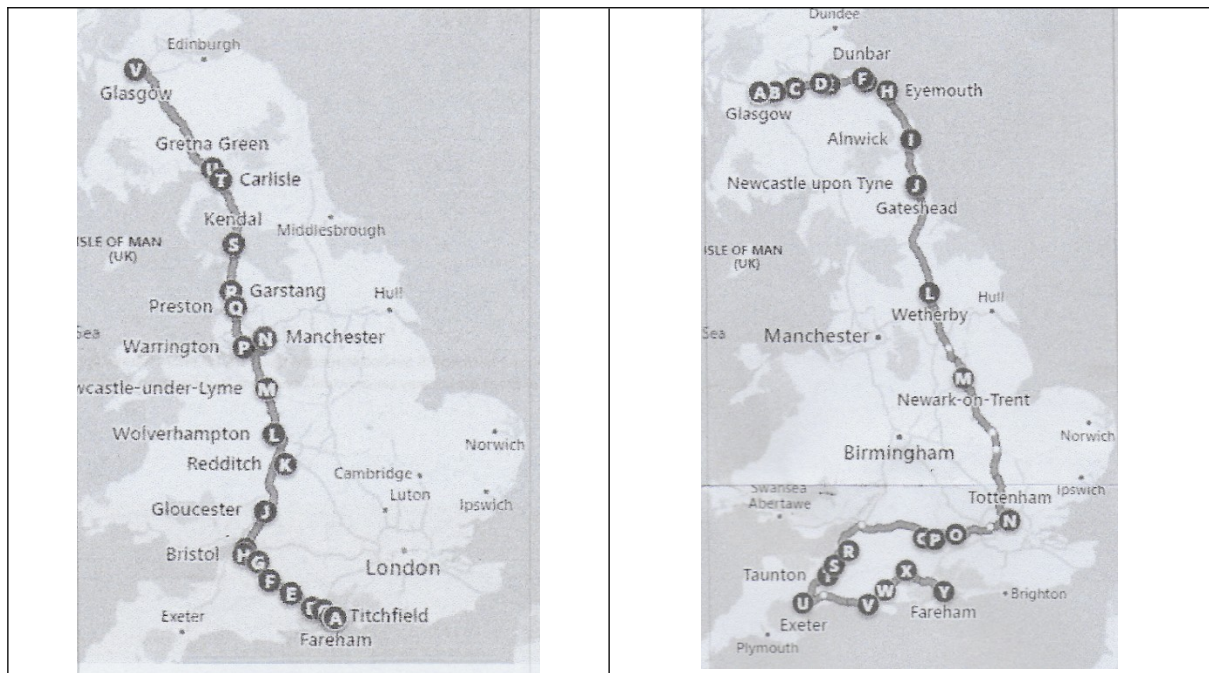 Edinburgh
V
Glasgow
Gretna Green
U
T Carlisle
Kendal
S
Middlesbrough
ISLE OF MAN
(UK)
R Garstang
Hull
Preston Q
Sea
N Manchester
Warrington P
wcastle-under-Lyme M
Wolverhampton L
Norwich
Redditch K
Cambridge
Luton
Ipswich
Gloucester J
Bristol H
G
London
F
E
Exeter
A Titchfield
Fareham
Dundee
Dunbar
A B C D F
H Eyemouth
Glasgow
Alnwick I
Newcastle upon Tyne J
Gateshead
ISLE OF MAN
(UK)
L
Hull
Wetherby
Sea
Manchester
M
Newark-on-Trent
Norwich
Birmingham
Swansea
Abertawe
Tottenham
Ipswich
N
P O
R
Taunton S
X
U V W Y
Exeter
Fareham
Brighton
Plymouth